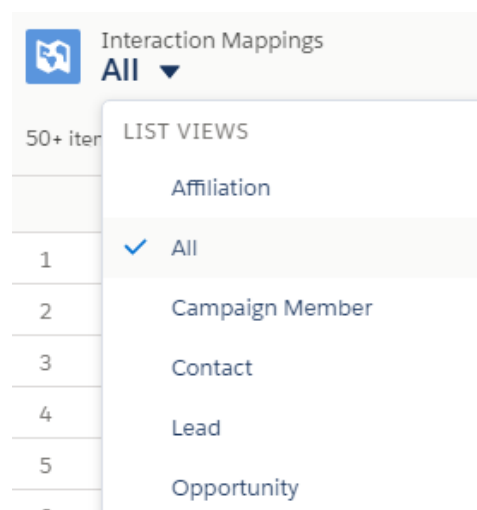 Interaction Mappings
All
50+ iter
LIST VIEWS
Affiliation
All
Campaign Member
Contact
Lead
Opportunity
1
2
3
4
5